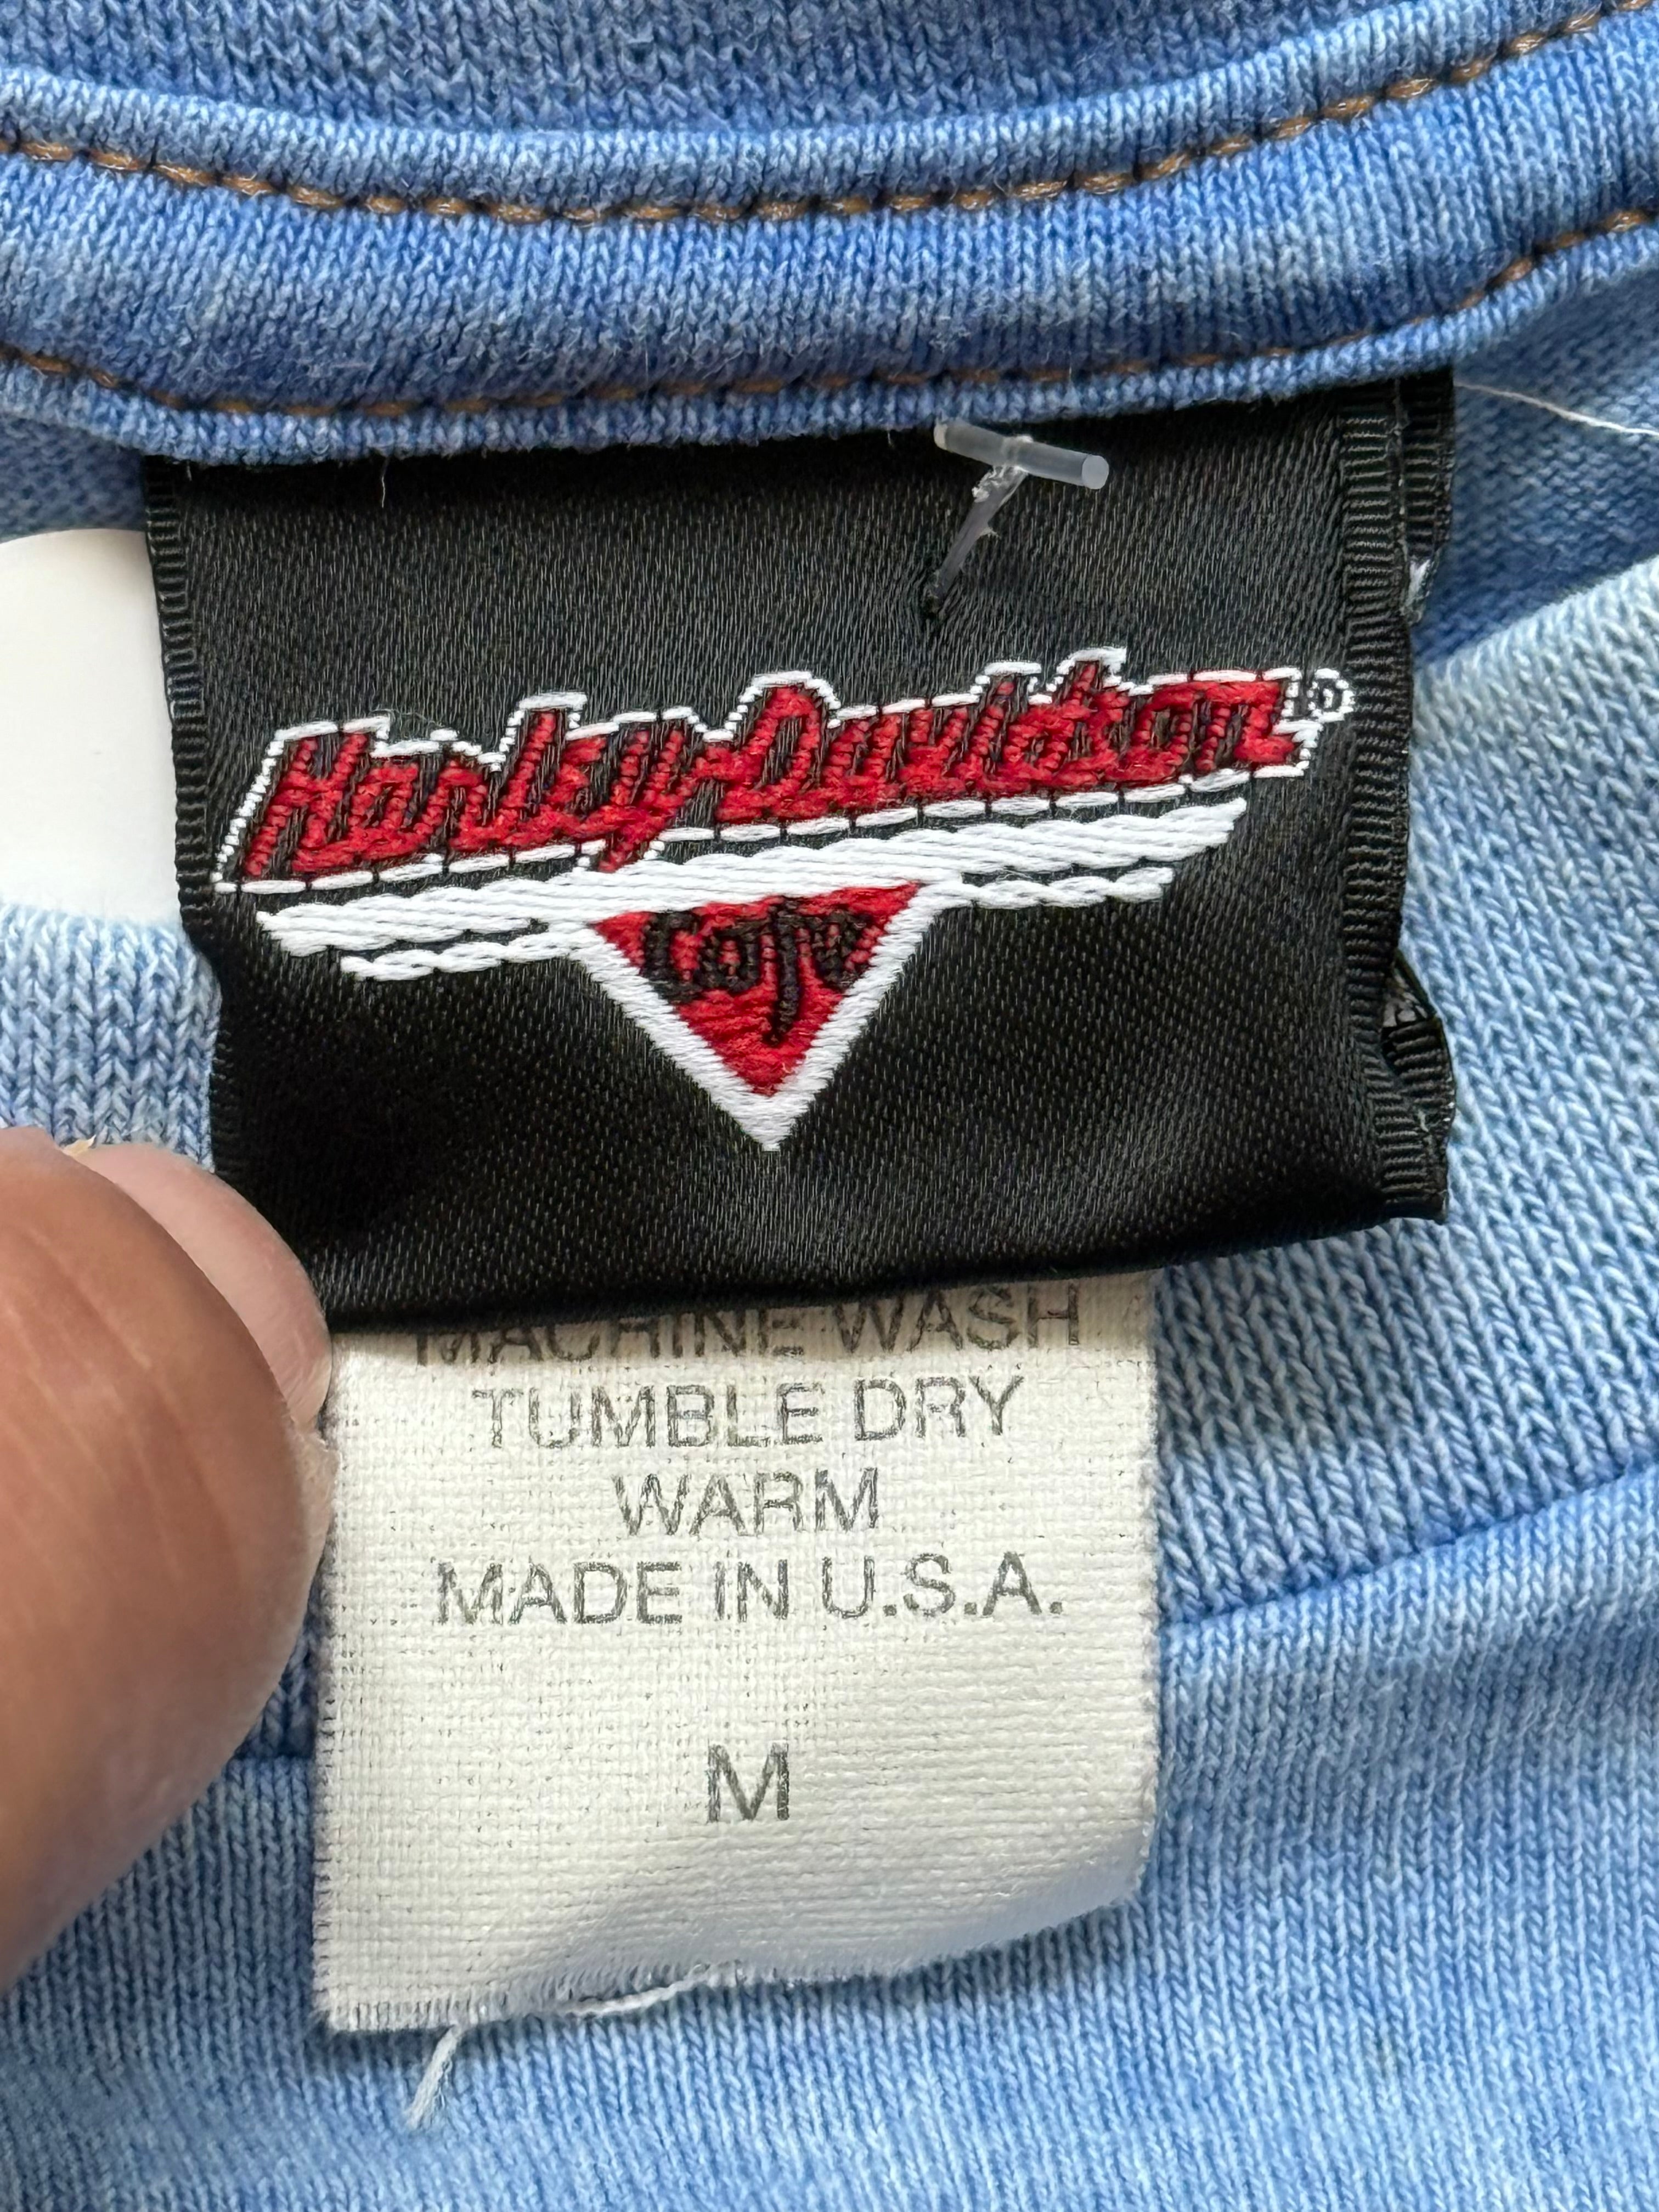 Harley-Davidson®
Cafe
MACHINE WASH
TUMBLE DRY
WARM
MADE IN U.S.A.
M